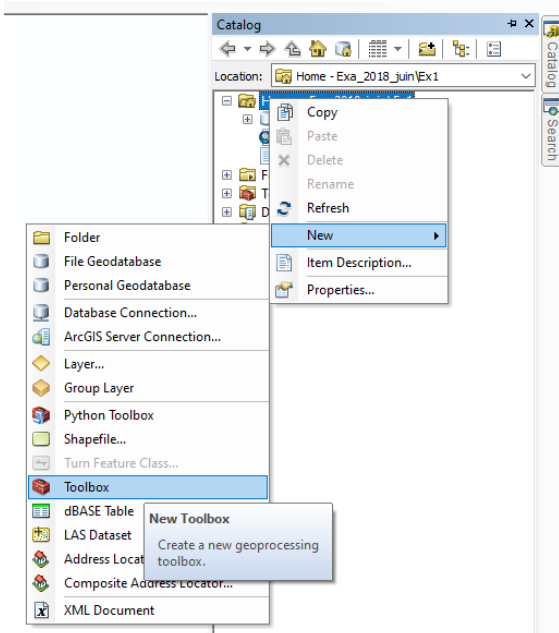 Catalog
Location: Home - Exa_2018_juin\Ex1
Copy
Paste
Delete
Rename
Refresh
New
Item Description...
Properties...
Folder
File Geodatabase
Personal Geodatabase
Database Connection...
ArcGIS Server Connection...
Layer...
Group Layer
Python Toolbox
Shapefile...
Turn Feature Class...
Toolbox
dBASE Table
LAS Dataset
Address Locat
Composite Address Locator...
XML Document
New Toolbox
Create a new geoprocessing
toolbox.
Catalog
Search